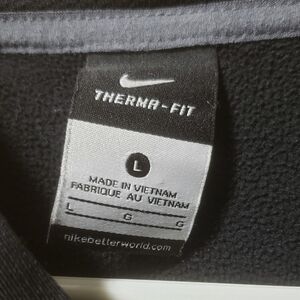 THERMA-FIT
L
MADE IN VIETNAM
FABRIQUE AU VIETNAM
L G G
nikebetterworld.com